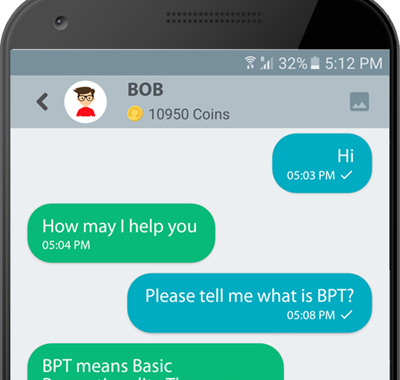 32% 5:12 PM
BOB
10950 Coins
Hi
05:03 PM
How may I help you
05:04 PM
Please tell me what is BPT?
05:08 PM
BPT means Basic